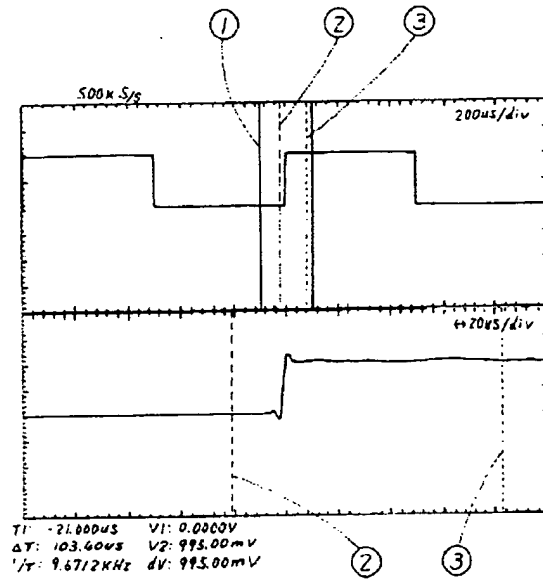 ① ② ③
500K S/s
200us/div
↔20us/div
T1: -21.000us V1: 0.0000V
ΔT: 103.40us V2: 995.00mV
1/T: 9.6712KHz dV: 995.00mV
② ③